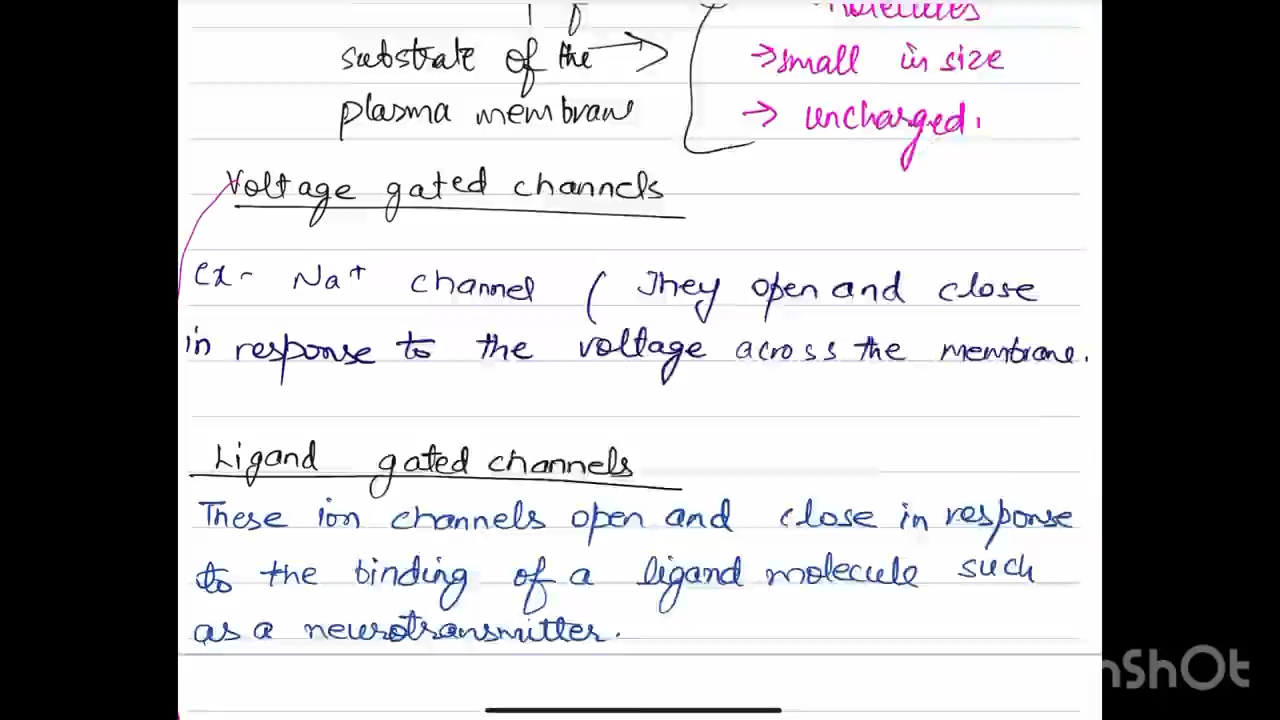 molecules
substrate of the → → small in size
plasma membrane → uncharged.
Voltage gated channels
ex- Na+ channel ( They open and close
in response to the voltage across the membrane.
Ligand gated channels
These ion channels open and close in response
to the binding of a ligand molecule such
as a neurotransmitter.
nShOt